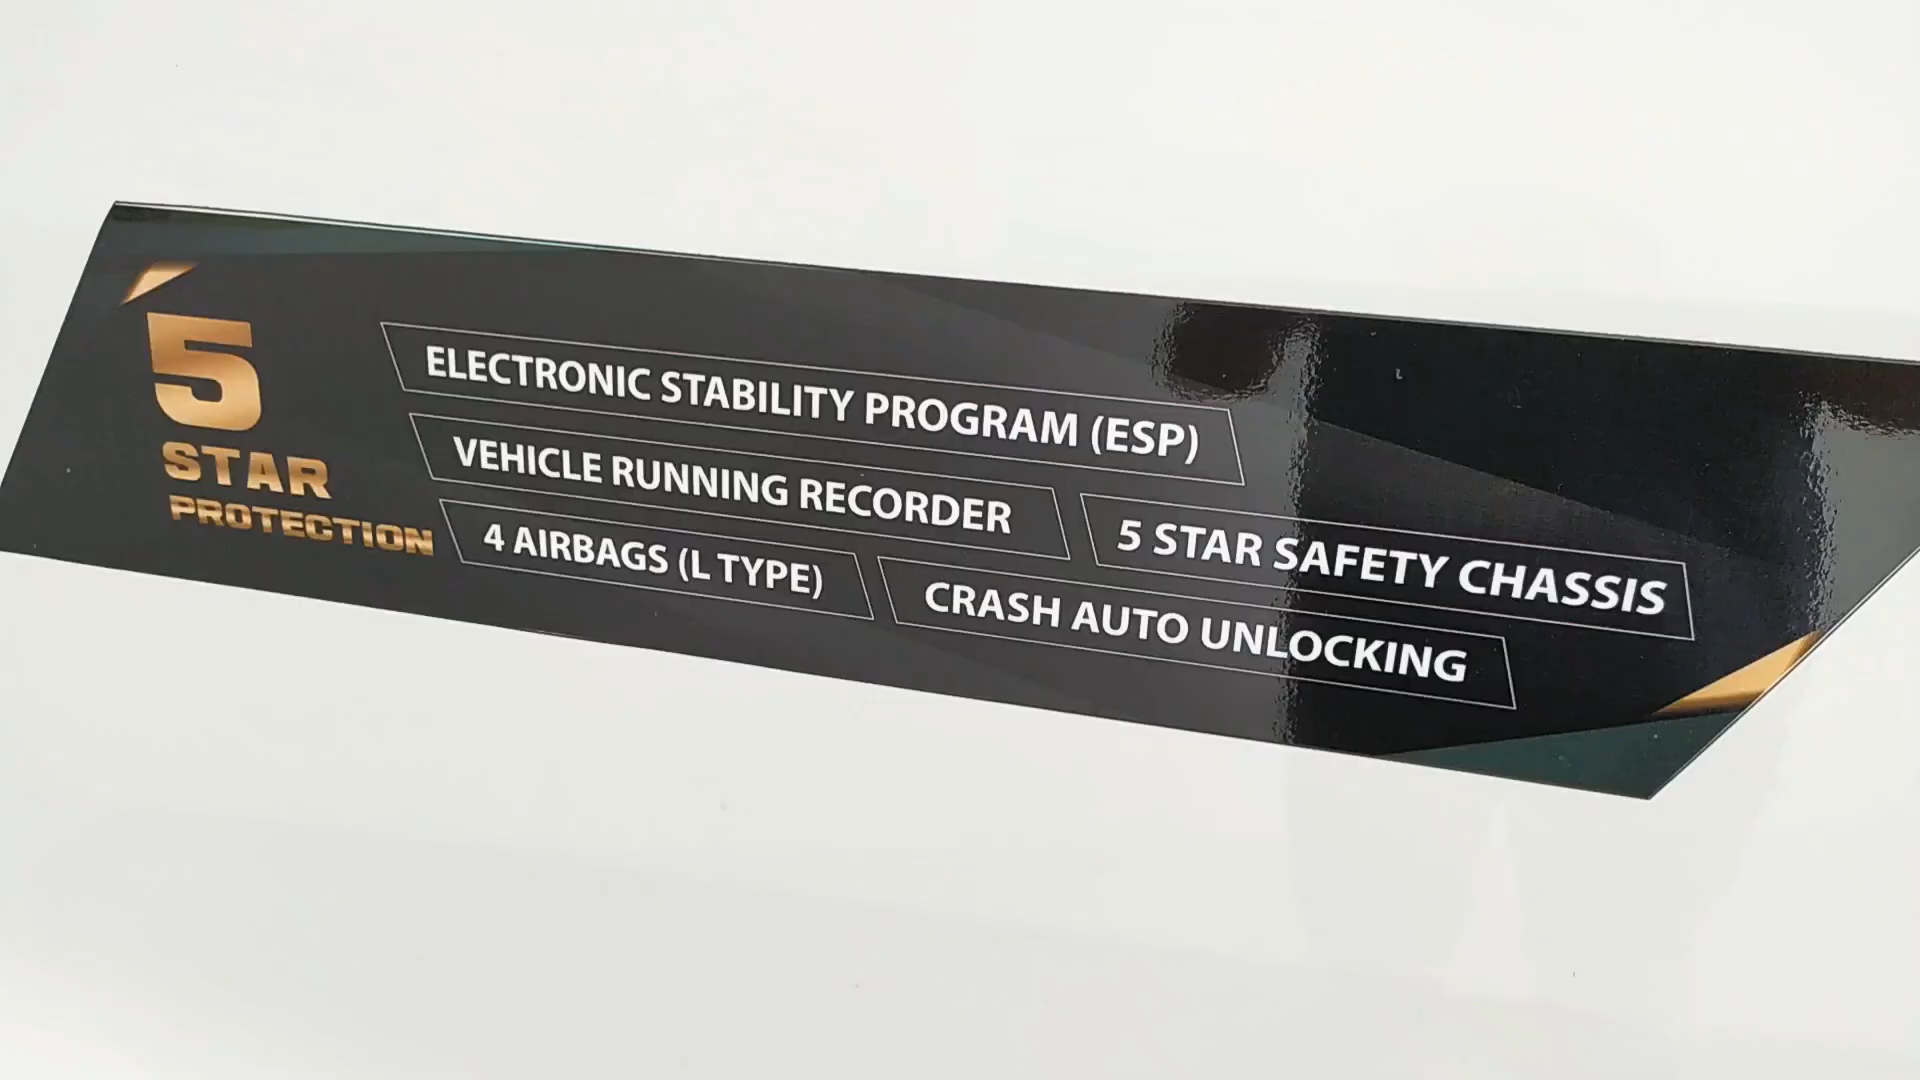 5
STAR
PROTECTION
ELECTRONIC STABILITY PROGRAM (ESP)
VEHICLE RUNNING RECORDER
5 STAR SAFETY CHASSIS
4 AIRBAGS (L TYPE)
CRASH AUTO UNLOCKING